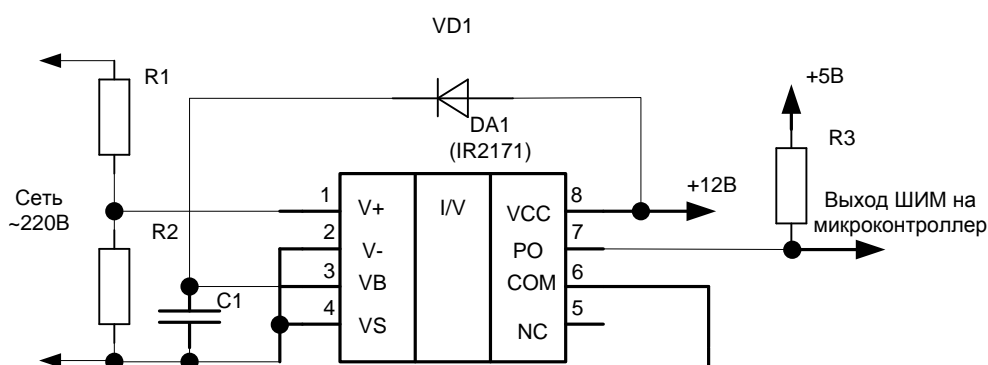 VD1
R1
+5В
DA1
(IR2171)
R3
Сеть
~220В
1
V+
I/V
VCC
8
+12В
Выход ШИМ на
микроконтроллер
R2
2
V-
PO
7
3
VB
COM
6
C1
4
VS
NC
5